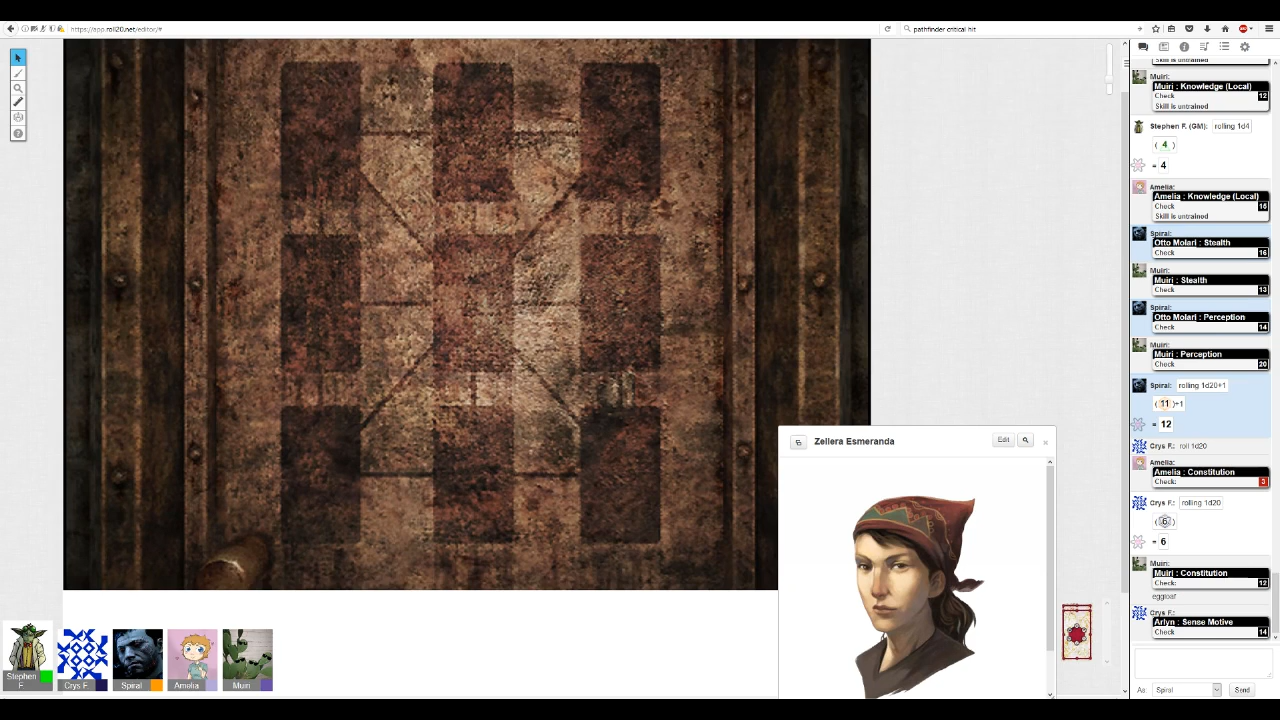 https://app.roll20.net/editor/#
pathfinder critical hit
Skill is untrained
Muiri:
Muiri : Knowledge (Local)
Check
12
Skill is untrained
Stephen F. (GM): rolling 1d4
( 4 )
= 4
Amelia:
Amelia : Knowledge (Local)
Check
16
Skill is untrained
Spiral:
Otto Molari : Stealth
Check
16
Muiri:
Muiri : Stealth
Check
13
Spiral:
Otto Molari : Perception
Check
14
Muiri:
Muiri : Perception
Check
20
Spiral: rolling 1d20+1
( 11 )+1
= 12
Crys F.: roll 1d20
Amelia:
Amelia : Constitution
Check:
3
Crys F.: rolling 1d20
( 6 )
= 6
Muiri:
Muiri : Constitution
Check:
12
eggloaf
Crys F.:
Arlyn : Sense Motive
Check
14
As: Spiral
Send
Zellera Esmeranda
Edit
Stephen F.
Crys F.
Spiral
Amelia
Muiri